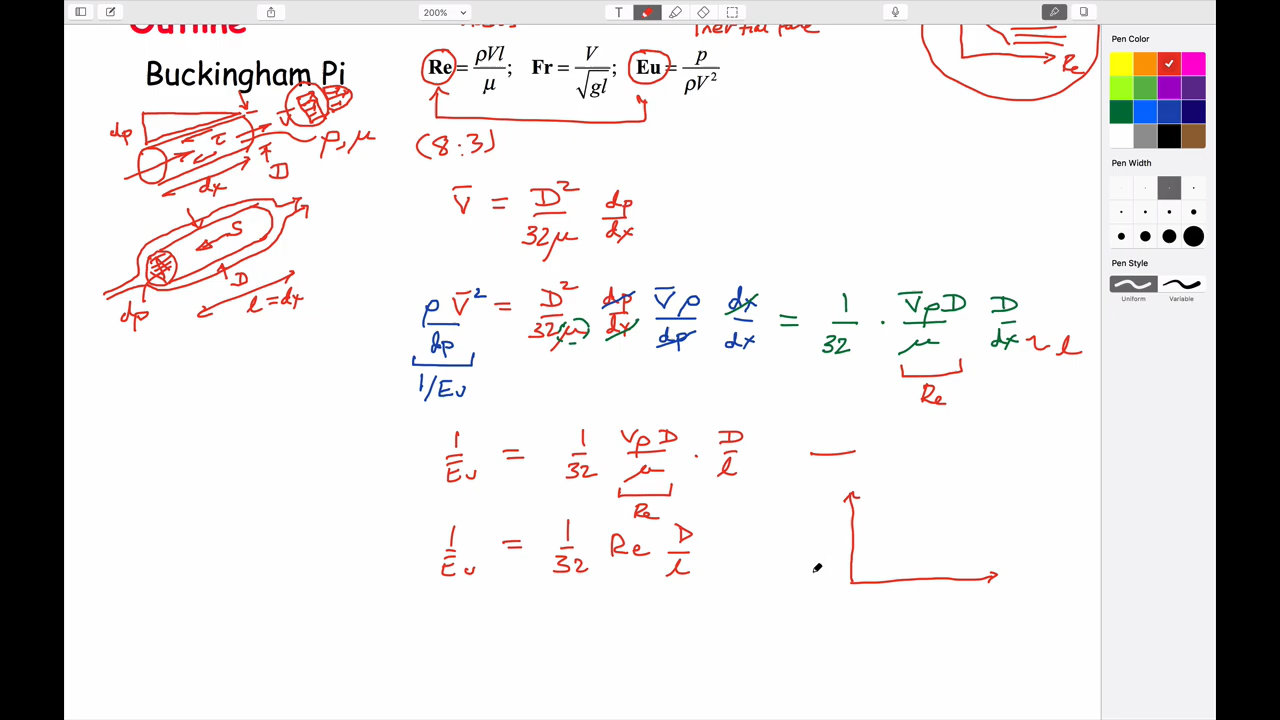 200%
T
Outline
Inertial force
Buckingham Pi
Re = ρVl/μ; Fr = V/√gl; Eu = p/ρV²
Re
(8:3)
dp
τ
V
ρ, μ
D
dx
V̄ = D²/32μ dp/dx
S
D
l = dx
dp
ρV̄²/dp = D²/32μ dp/dx V̄ρ/dp dx/dx = 1/32 · V̄ρD/μ D/dx ~ l
1/Eu
Re
1/Eu = 1/32 VρD/μ · D/l
Re
1/Eu = 1/32 Re D/l
Pen Color
Pen Width
Pen Style
Uniform
Variable